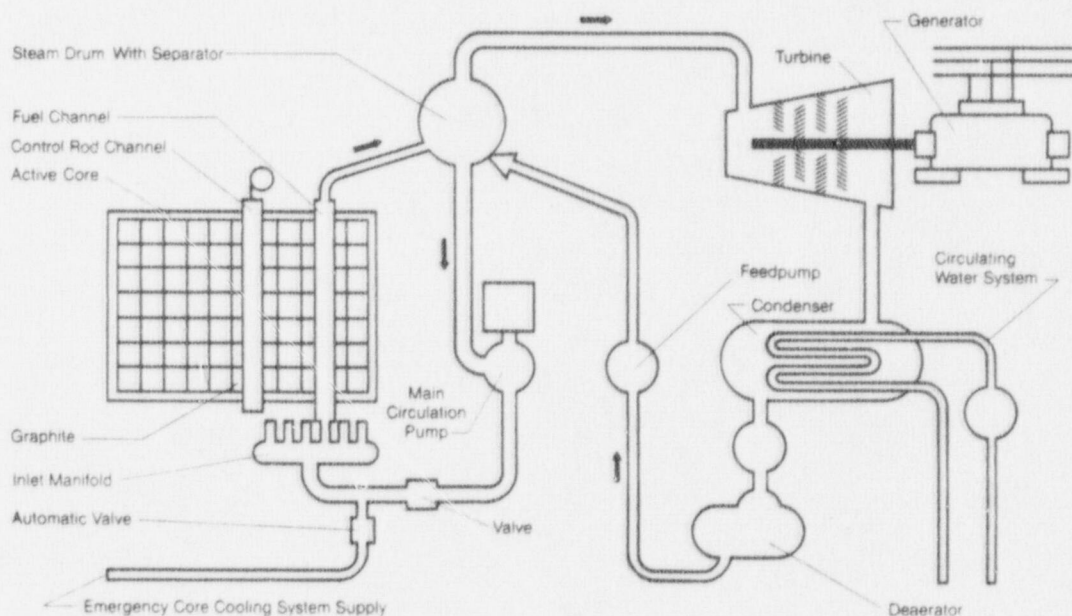 Generator
Steam Drum With Separator
Turbine
Fuel Channel
Control Rod Channel
Active Core
Circulating
Water System
Feedpump
Condenser
Main
Circulation
Pump
Graphite
Inlet Manifold
Automatic Valve
Valve
Emergency Core Cooling System Supply
Deaerator